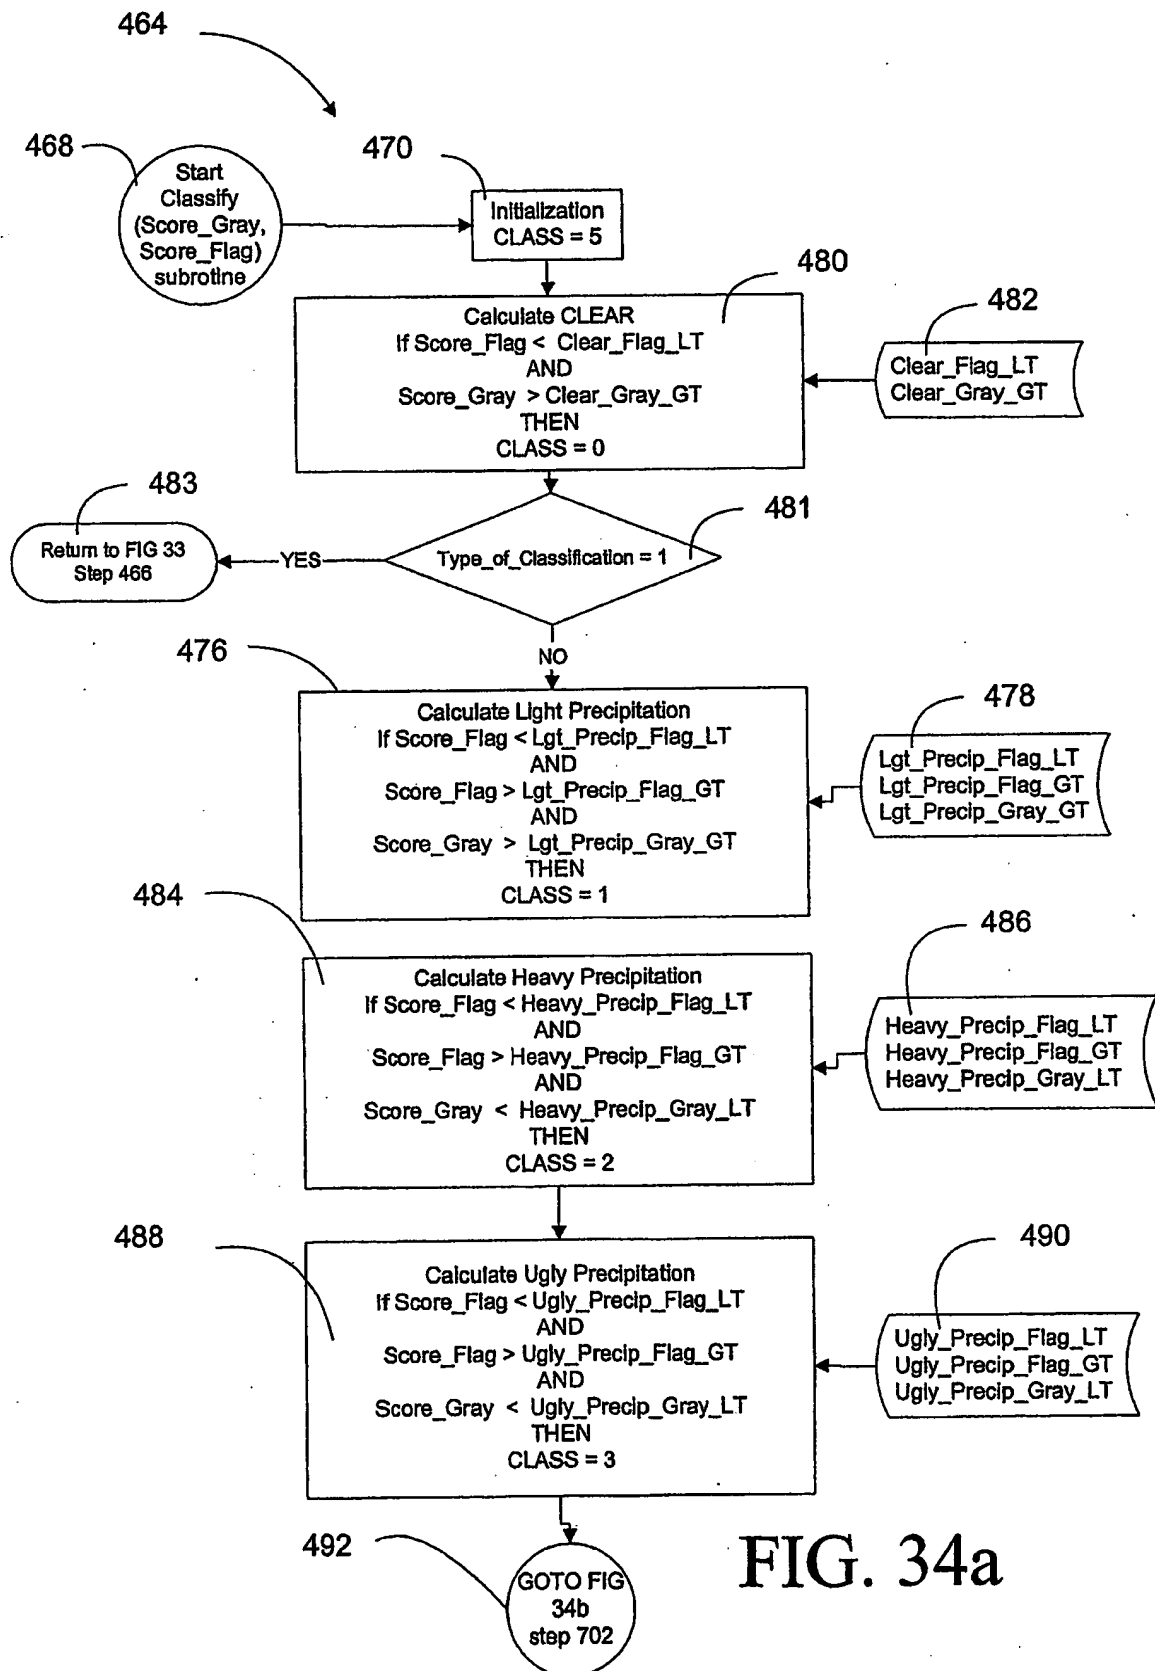 464
468
Start
Classify
(Score_Gray,
Score_Flag)
subrotine
470
Initialization
CLASS = 5
480
Calculate CLEAR
If Score_Flag < Clear_Flag_LT
AND
Score_Gray > Clear_Gray_GT
THEN
CLASS = 0
482
Clear_Flag_LT
Clear_Gray_GT
483
Return to FIG 33
Step 466
YES
481
Type_of_Classification = 1
NO
476
Calculate Light Precipitation
If Score_Flag < Lgt_Precip_Flag_LT
AND
Score_Flag > Lgt_Precip_Flag_GT
AND
Score_Gray > Lgt_Precip_Gray_GT
THEN
CLASS = 1
478
Lgt_Precip_Flag_LT
Lgt_Precip_Flag_GT
Lgt_Precip_Gray_GT
484
Calculate Heavy Precipitation
If Score_Flag < Heavy_Precip_Flag_LT
AND
Score_Flag > Heavy_Precip_Flag_GT
AND
Score_Gray < Heavy_Precip_Gray_LT
THEN
CLASS = 2
486
Heavy_Precip_Flag_LT
Heavy_Precip_Flag_GT
Heavy_Precip_Gray_LT
488
Calculate Ugly Precipitation
If Score_Flag < Ugly_Precip_Flag_LT
AND
Score_Flag > Ugly_Precip_Flag_GT
AND
Score_Gray < Ugly_Precip_Gray_LT
THEN
CLASS = 3
490
Ugly_Precip_Flag_LT
Ugly_Precip_Flag_GT
Ugly_Precip_Gray_LT
492
GOTO FIG
34b
step 702
FIG. 34a